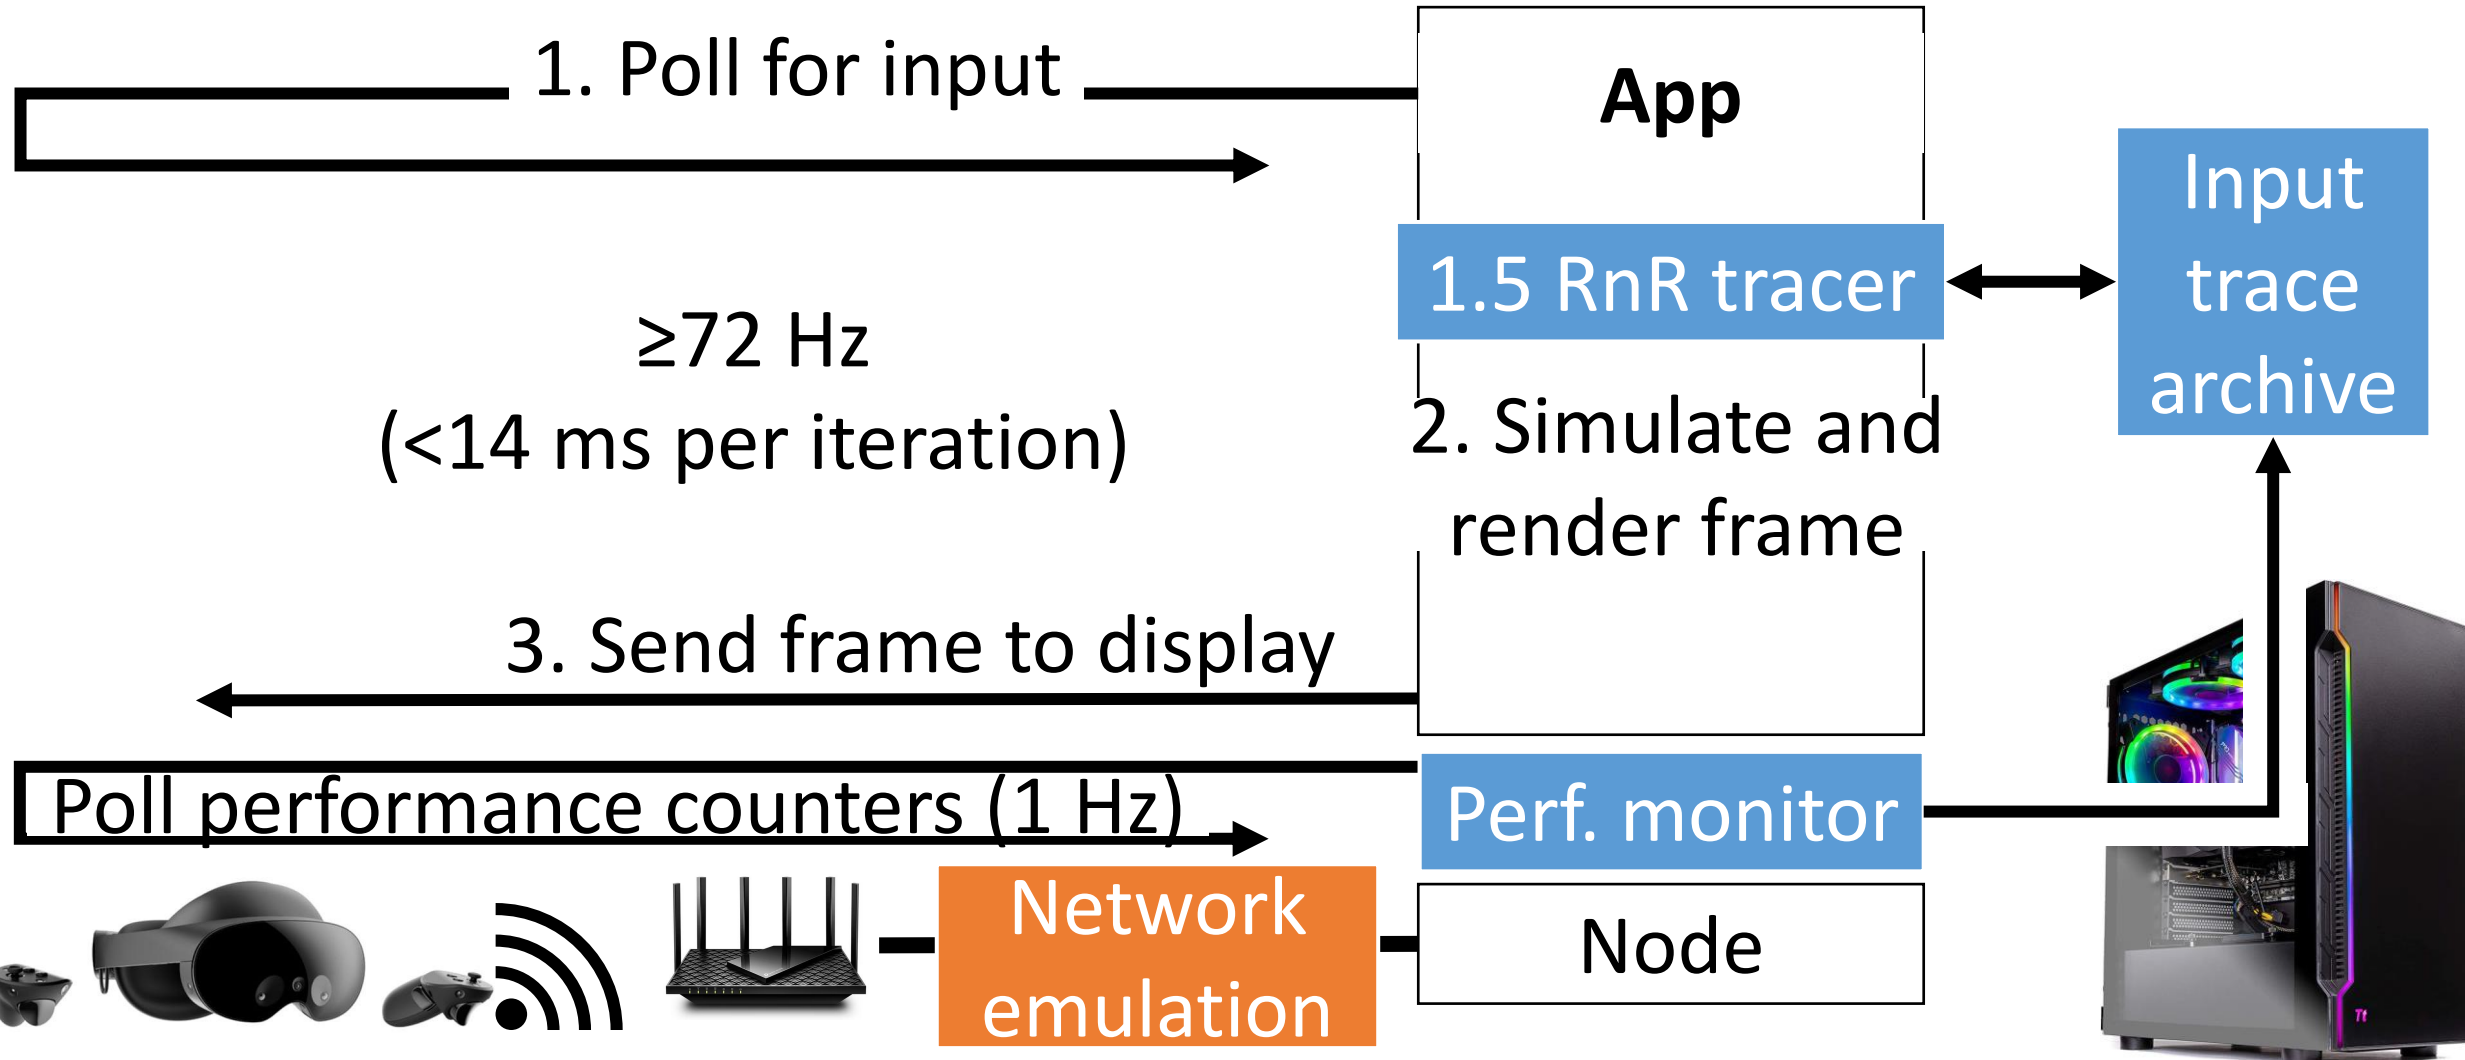 1. Poll for input
App
Input
trace
archive
1.5 RnR tracer
≥72 Hz
(<14 ms per iteration)
2. Simulate and
render frame
3. Send frame to display
Poll performance counters (1 Hz)
Perf. monitor
Network
emulation
Node
Tt